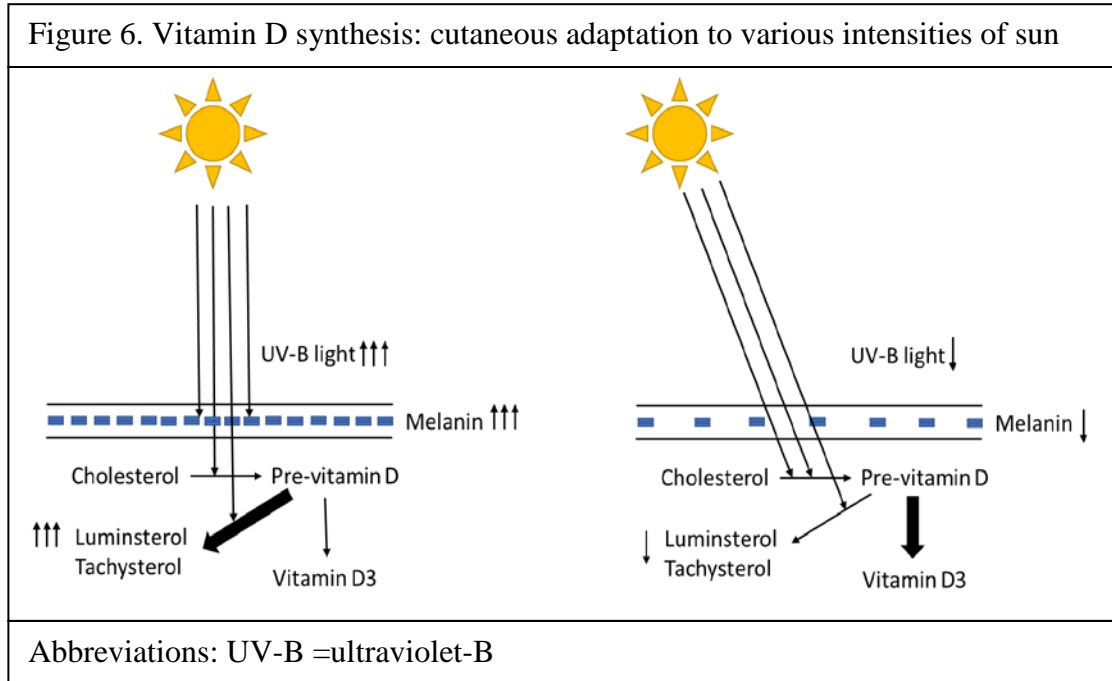 Figure 6. Vitamin D synthesis: cutaneous adaptation to various intensities of sun
UV-B light ↑↑↑
Melanin ↑↑↑
Cholesterol → Pre-vitamin D
↑↑↑ Luminsterol
Tachysterol
Vitamin D3
UV-B light ↓
Melanin ↓
Cholesterol → Pre-vitamin D
↓ Luminsterol
Tachysterol
Vitamin D3
Abbreviations: UV-B =ultraviolet-B